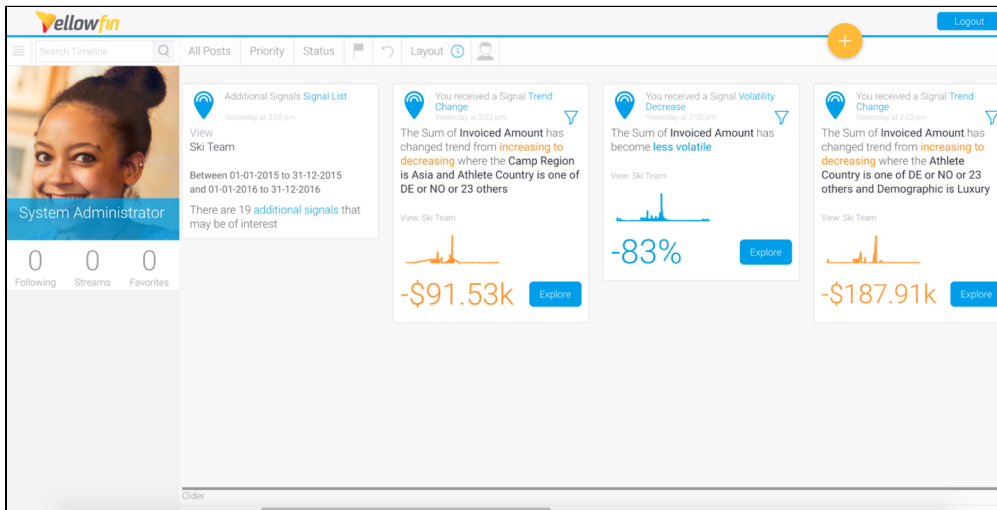 Yellowfin
Logout
Search Timeline
All Posts
Priority
Status
Layout
+
System Administrator
0
0
0
Following
Streams
Favorites
Additional Signals Signal List
Yesterday at 2:02 pm
View
Ski Team
Between 01-01-2015 to 31-12-2015
and 01-01-2016 to 31-12-2016
There are 19 additional signals that
may be of interest
You received a Signal Trend
Change
Yesterday at 2:02 pm
The Sum of Invoiced Amount has
changed trend from increasing to
decreasing where the Camp Region
is Asia and Athlete Country is one of
DE or NO or 23 others
View: Ski Team
-$91.53k
Explore
You received a Signal Volatility
Decrease
Yesterday at 2:02 pm
The Sum of Invoiced Amount has
become less volatile
View: Ski Team
-83%
Explore
You received a Signal Trend
Change
Yesterday at 2:02 pm
The Sum of Invoiced Amount has
changed trend from increasing to
decreasing where the Athlete
Country is one of DE or NO or 23
others and Demographic is Luxury
View: Ski Team
-$187.91k
Explore
Older